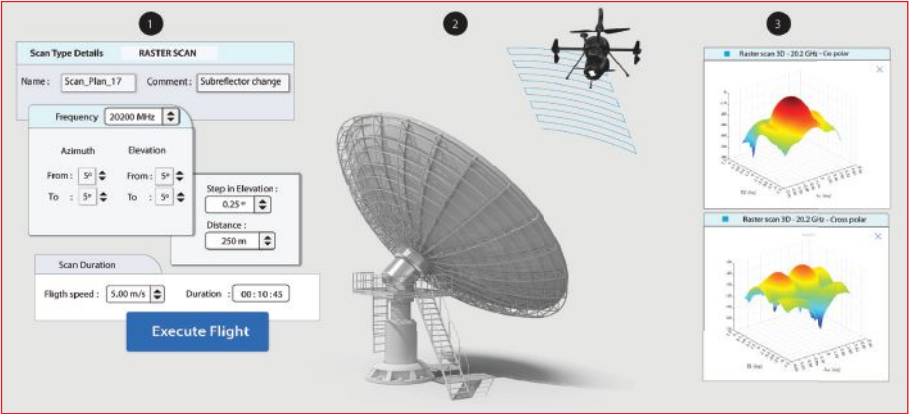 1
2
3
Scan Type Details RASTER SCAN
Name: Scan_Plan_17 Comment: Subreflector change
Frequency 20200 MHz
Azimuth Elevation
From: 5º From: 5º
To : 5º To : 5º
Step in Elevation:
0.25 º
Distance:
250 m
Scan Duration
Fligth speed: 5.00 m/s Duration : 00:10:45
Execute Flight
Raster scan 3D - 20.2 GHz - Co polar
Raster scan 3D - 20.2 GHz - Cross polar